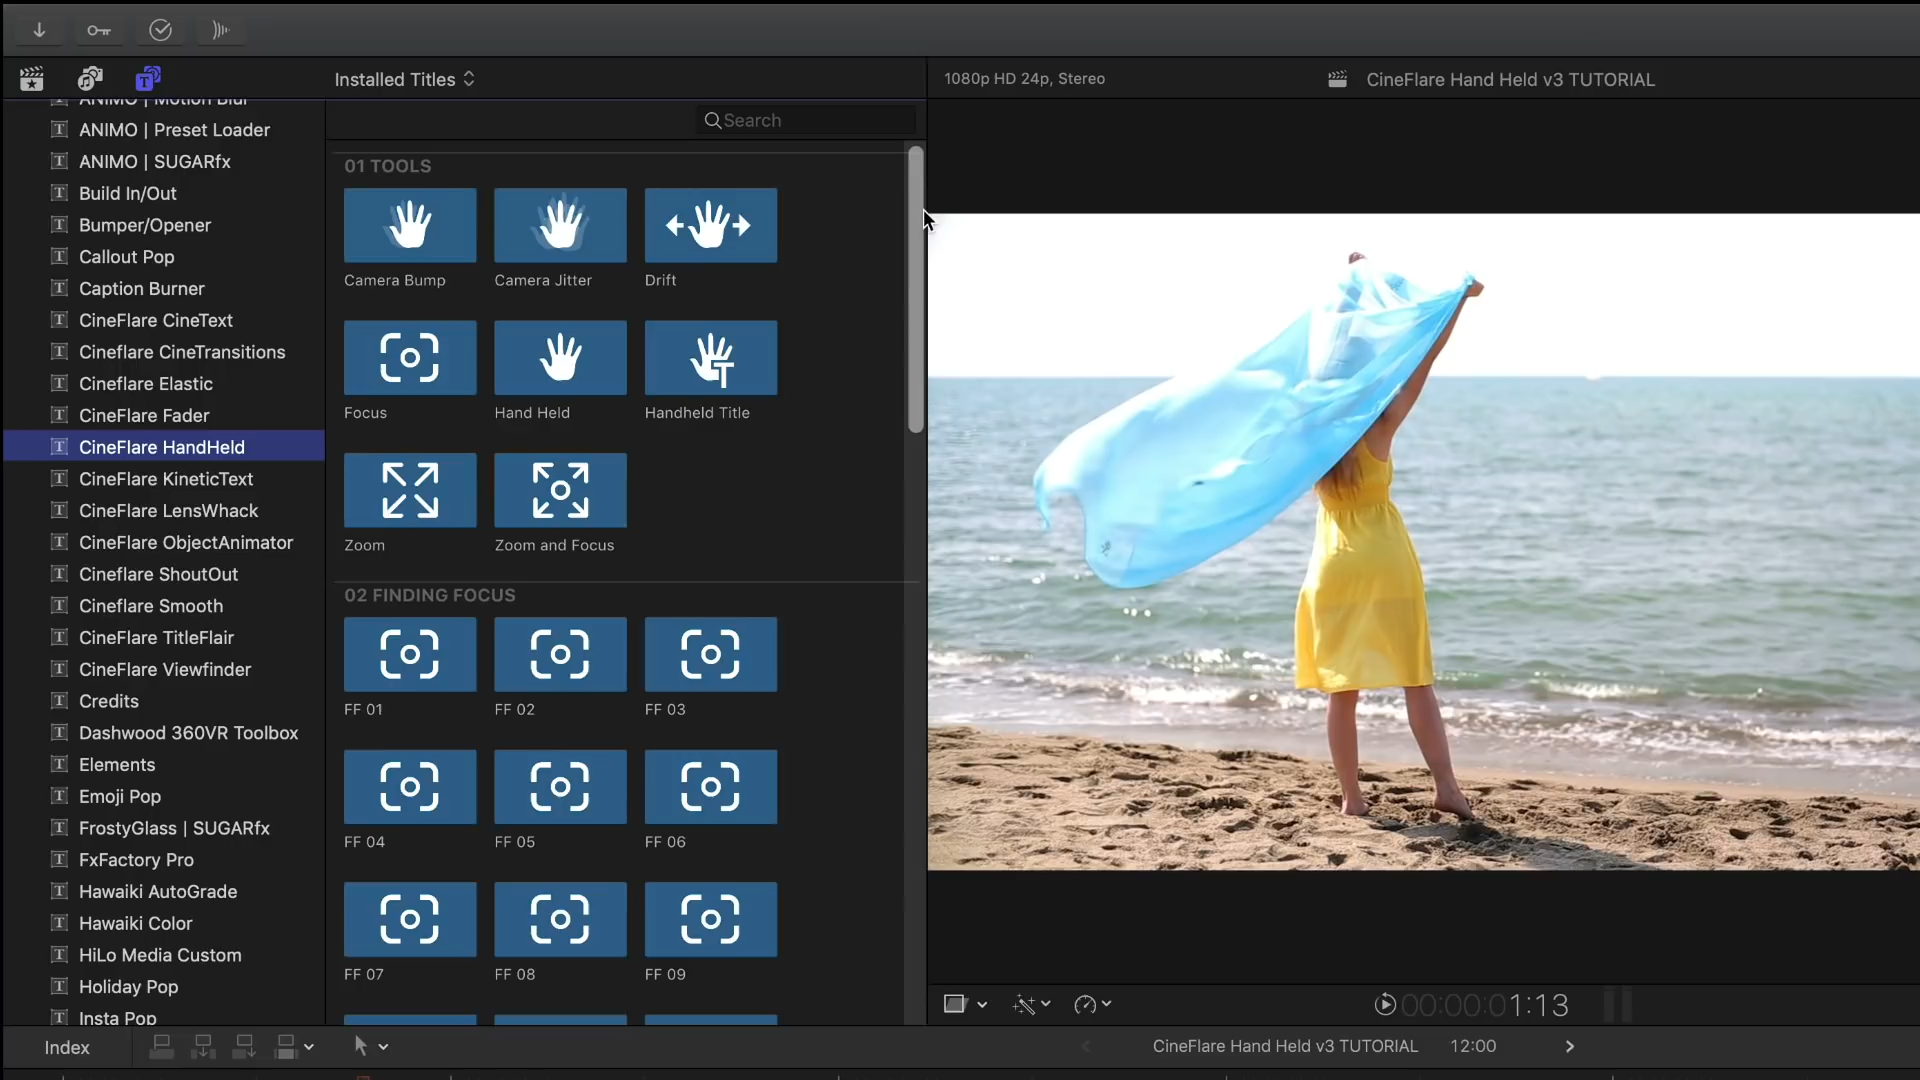 Installed Titles
1080p HD 24p, Stereo
CineFlare Hand Held v3 TUTORIAL
ANIMO | Motion Blur
ANIMO | Preset Loader
ANIMO | SUGARfx
Build In/Out
Bumper/Opener
Callout Pop
Caption Burner
CineFlare CineText
Cineflare CineTransitions
Cineflare Elastic
CineFlare Fader
CineFlare HandHeld
CineFlare KineticText
CineFlare LensWhack
CineFlare ObjectAnimator
Cineflare ShoutOut
Cineflare Smooth
CineFlare TitleFlair
CineFlare Viewfinder
Credits
Dashwood 360VR Toolbox
Elements
Emoji Pop
FrostyGlass | SUGARfx
FxFactory Pro
Hawaiki AutoGrade
Hawaiki Color
HiLo Media Custom
Holiday Pop
Insta Pop
Search
01 TOOLS
Camera Bump
Camera Jitter
Drift
Focus
Hand Held
Handheld Title
Zoom
Zoom and Focus
02 FINDING FOCUS
FF 01
FF 02
FF 03
FF 04
FF 05
FF 06
FF 07
FF 08
FF 09
00:00:01:13
Index
CineFlare Hand Held v3 TUTORIAL
12:00